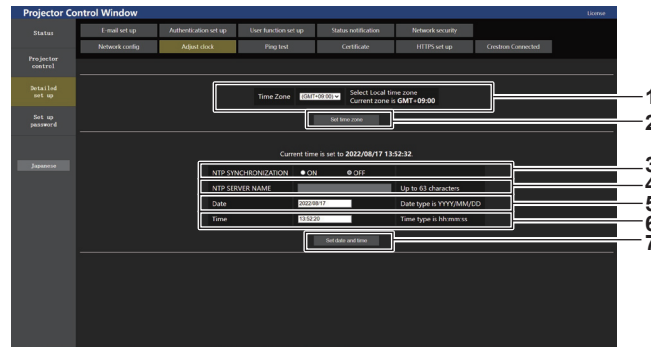 Projector Control Window
License
Status
E-mail set up
Authentication set up
User function set up
Status notification
Network security
Network config
Adjust clock
Ping test
Certificate
HTTPS set up
Crestron Connected
Projector
control
Detailed
set up
Set up
password
Japanese
Time Zone
(GMT+09:00)
Select Local time zone
Current zone is GMT+09:00
Set time zone
Current time is set to 2022/08/17 13:52:32.
NTP SYNCHRONIZATION ON OFF
NTP SERVER NAME Up to 63 characters
Date 2022/08/17 Date type is YYYY/MM/DD
Time 13:52:20 Time type is hh:mm:ss
Set date and time
1
2
3
4
5
6
7